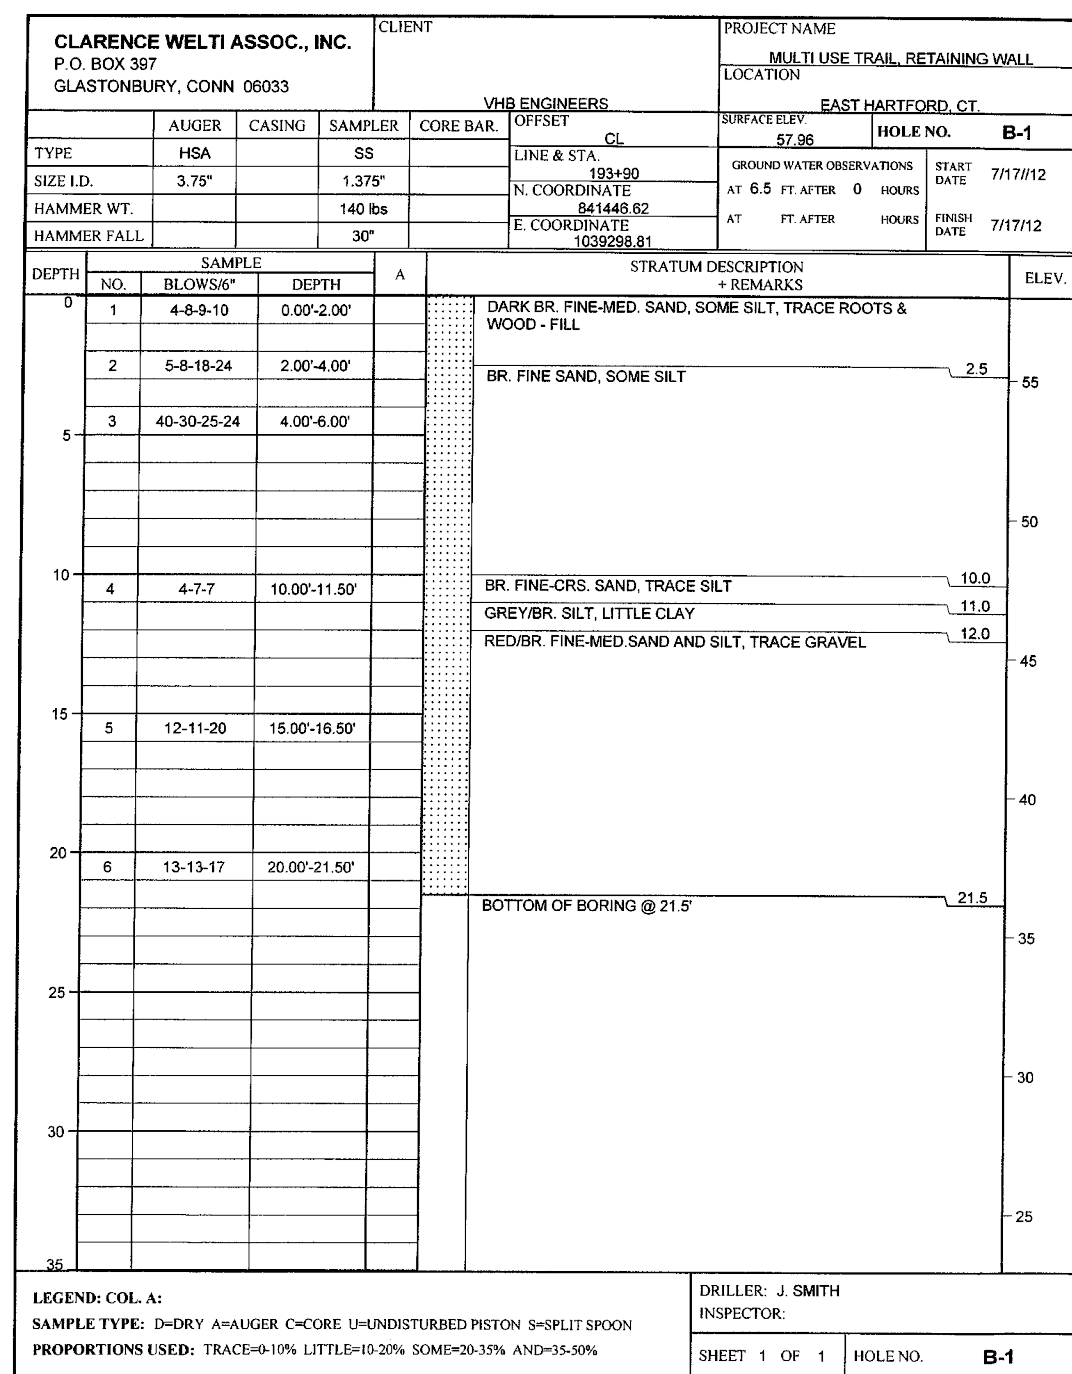 CLARENCE WELTI ASSOC., INC.
P.O. BOX 397
GLASTONBURY, CONN 06033
CLIENT
VHB ENGINEERS
PROJECT NAME
MULTI USE TRAIL, RETAINING WALL
LOCATION
EAST HARTFORD, CT.
AUGER CASING SAMPLER CORE BAR.
TYPE HSA SS
SIZE I.D. 3.75" 1.375"
HAMMER WT. 140 lbs
HAMMER FALL 30"
OFFSET
CL
LINE & STA.
193+90
N. COORDINATE
841446.62
E. COORDINATE
1039298.81
SURFACE ELEV.
57.96
HOLE NO. B-1
GROUND WATER OBSERVATIONS
AT 6.5 FT. AFTER 0 HOURS
AT FT. AFTER HOURS
START DATE 7/17//12
FINISH DATE 7/17/12
DEPTH SAMPLE A STRATUM DESCRIPTION + REMARKS ELEV.
NO. BLOWS/6" DEPTH
0
1 4-8-9-10 0.00'-2.00' DARK BR. FINE-MED. SAND, SOME SILT, TRACE ROOTS &
WOOD - FILL
2 5-8-18-24 2.00'-4.00' 2.5
BR. FINE SAND, SOME SILT
55
3 40-30-25-24 4.00'-6.00'
5
50
10 10.0
4 4-7-7 10.00'-11.50' BR. FINE-CRS. SAND, TRACE SILT
11.0
GREY/BR. SILT, LITTLE CLAY
12.0
RED/BR. FINE-MED.SAND AND SILT, TRACE GRAVEL
45
15
5 12-11-20 15.00'-16.50'
40
20
6 13-13-17 20.00'-21.50'
21.5
BOTTOM OF BORING @ 21.5'
35
25
30
30
25
35
LEGEND: COL. A:
SAMPLE TYPE: D=DRY A=AUGER C=CORE U=UNDISTURBED PISTON S=SPLIT SPOON
PROPORTIONS USED: TRACE=0-10% LITTLE=10-20% SOME=20-35% AND=35-50%
DRILLER: J. SMITH
INSPECTOR:
SHEET 1 OF 1 HOLE NO. B-1